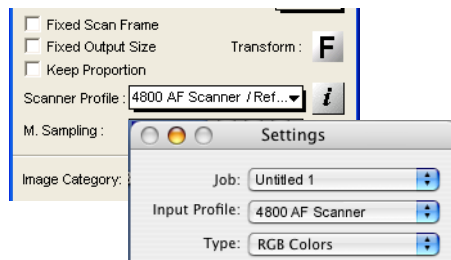 Fixed Scan Frame
Fixed Output Size
Transform : F
Keep Proportion
Scanner Profile : 4800 AF Scanner / Ref... i
M. Sampling :
Image Category:
Settings
Job: Untitled 1
Input Profile: 4800 AF Scanner
Type: RGB Colors